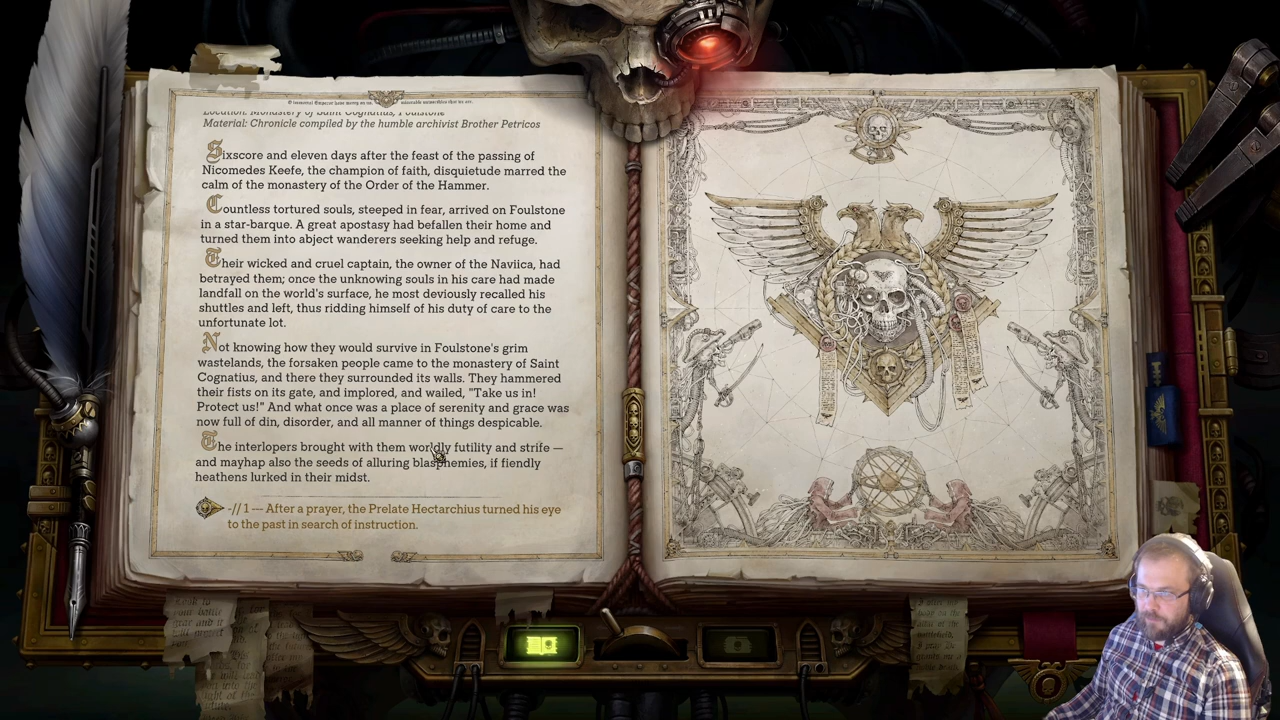 Location: Monastery of Saint Cognatius, Foulstone
Material: Chronicle compiled by the humble archivist Brother Petricos
Sixscore and eleven days after the feast of the passing of
Nicomedes Keefe, the champion of faith, disquietude marred the
calm of the monastery of the Order of the Hammer.
Countless tortured souls, steeped in fear, arrived on Foulstone
in a star-barque. A great apostasy had befallen their home and
turned them into abject wanderers seeking help and refuge.
Their wicked and cruel captain, the owner of the Naviica, had
betrayed them; once the unknowing souls in his care had made
landfall on the world's surface, he most deviously recalled his
shuttles and left, thus ridding himself of his duty of care to the
unfortunate lot.
Not knowing how they would survive in Foulstone's grim
wastelands, the forsaken people came to the monastery of Saint
Cognatius, and there they surrounded its walls. They hammered
their fists on its gate, and implored, and wailed, "Take us in!
Protect us!" And what once was a place of serenity and grace was
now full of din, disorder, and all manner of things despicable.
The interlopers brought with them worldly futility and strife —
and mayhap also the seeds of alluring blasphemies, if fiendly
heathens lurked in their midst.
-// 1 — After a prayer, the Prelate Hectarchius turned his eye
to the past in search of instruction.